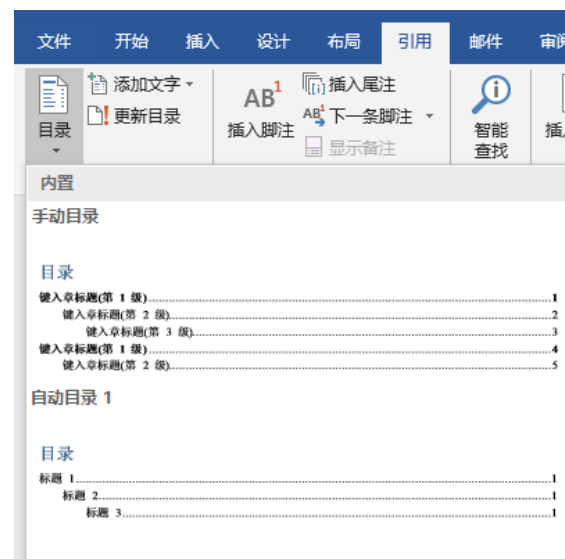 文件 开始 插入 设计 布局 引用 邮件
添加文字
更新目录
目录
AB1
插入脚注
[i] 插入尾注
AB1 下一条脚注
显示备注
智能
查找
内置
手动目录
目录
键入章标题(第 1 级)........1
键入章标题(第 2 级)........2
键入章标题(第 3 级)........3
键入章标题(第 1 级)........4
键入章标题(第 2 级)........5
自动目录 1
目录
标题 1........1
标题 2........1
标题 3........1